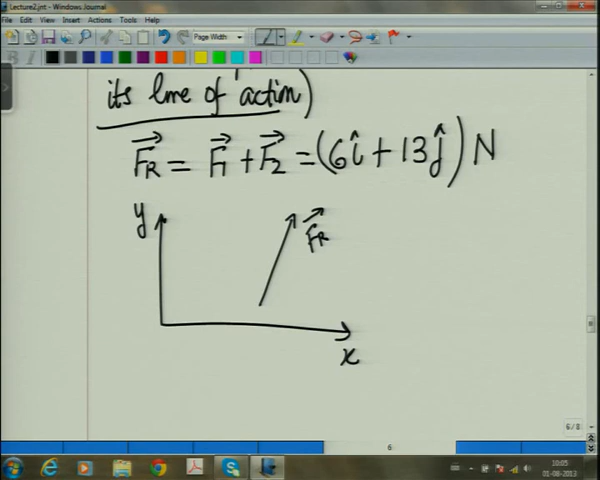 Lecture2.jnt - Windows Journal
File Edit View Insert Actions Tools Help
Page Width
its line of action)
F⃗R = F⃗1 + F⃗2 = (6î + 13ĵ) N
y
F⃗R
x
6/8
6
10:05
01-08-2013